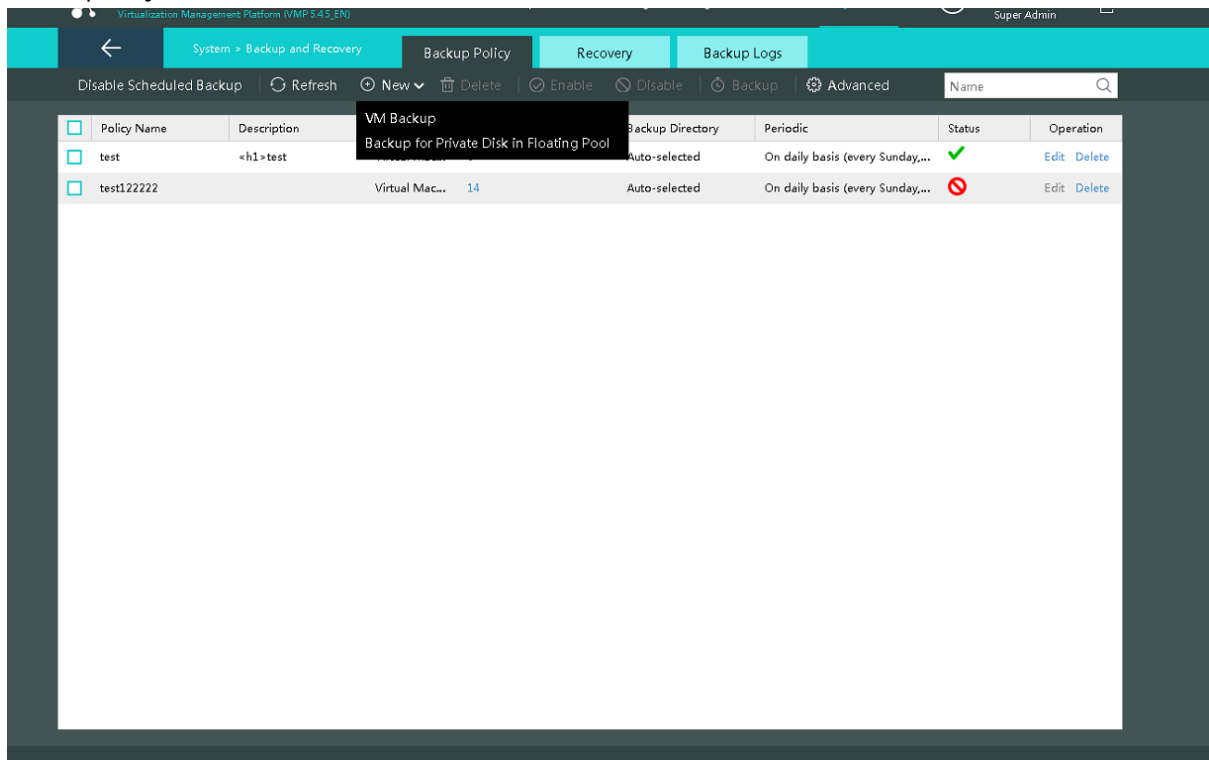 Virtualization Management Platform (VMP 5.4.5_EN)
Super Admin
System > Backup and Recovery
Backup Policy
Recovery
Backup Logs
Disable Scheduled Backup
Refresh
New
Delete
Enable
Disable
Backup
Advanced
Name
VM Backup
Backup for Private Disk in Floating Pool
Policy Name Description Backup Directory Periodic Status Operation
test <h1>test Auto-selected On daily basis (every Sunday,... Edit Delete
test122222 Virtual Mac... 14 Auto-selected On daily basis (every Sunday,... Edit Delete